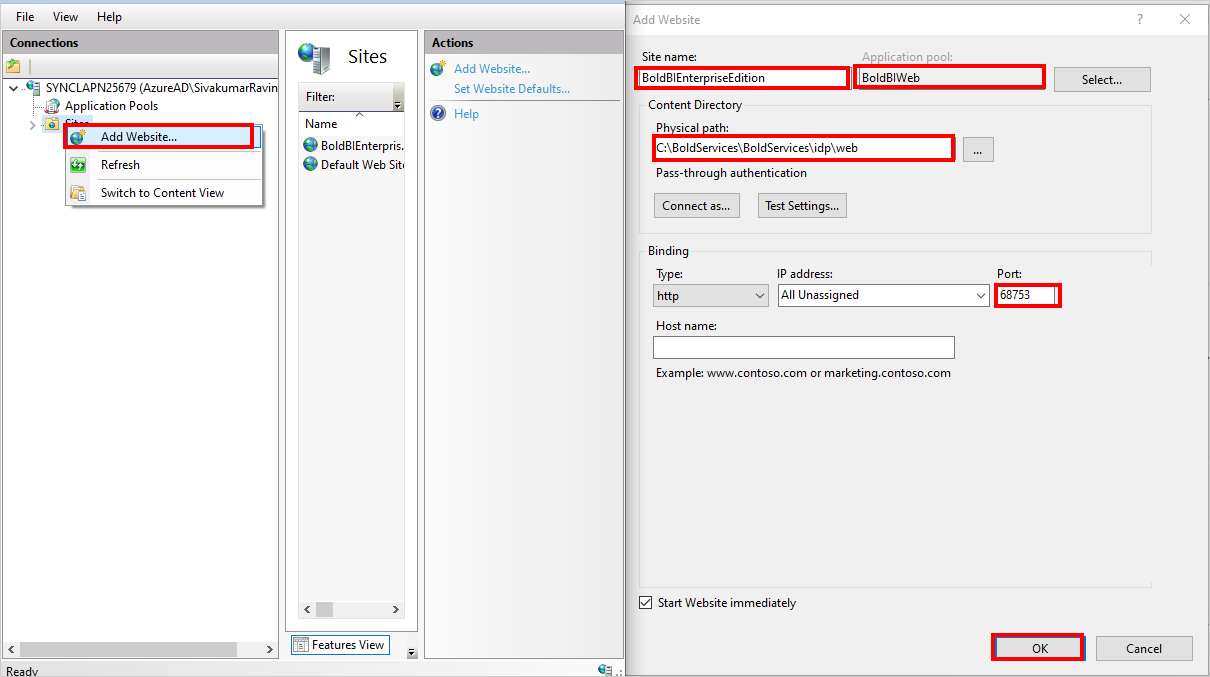 File View Help
Connections
SYNCLAPN25679 (AzureAD\SivakumarRavin
Application Pools
Sites
Add Website...
Refresh
Switch to Content View
Sites
Filter:
Name
BoldBIEnterpris.
Default Web Sit
Features View
Actions
Add Website...
Set Website Defaults...
Help
Ready
Add Website
?
Site name:
BoldBIEnterpriseEdition
Application pool:
BoldBIWeb
Select...
Content Directory
Physical path:
C:\BoldServices\BoldServices\idp\web
...
Pass-through authentication
Connect as...
Test Settings...
Binding
Type:
IP address:
Port:
http
All Unassigned
68753
Host name:
Example: www.contoso.com or marketing.contoso.com
Start Website immediately
OK
Cancel